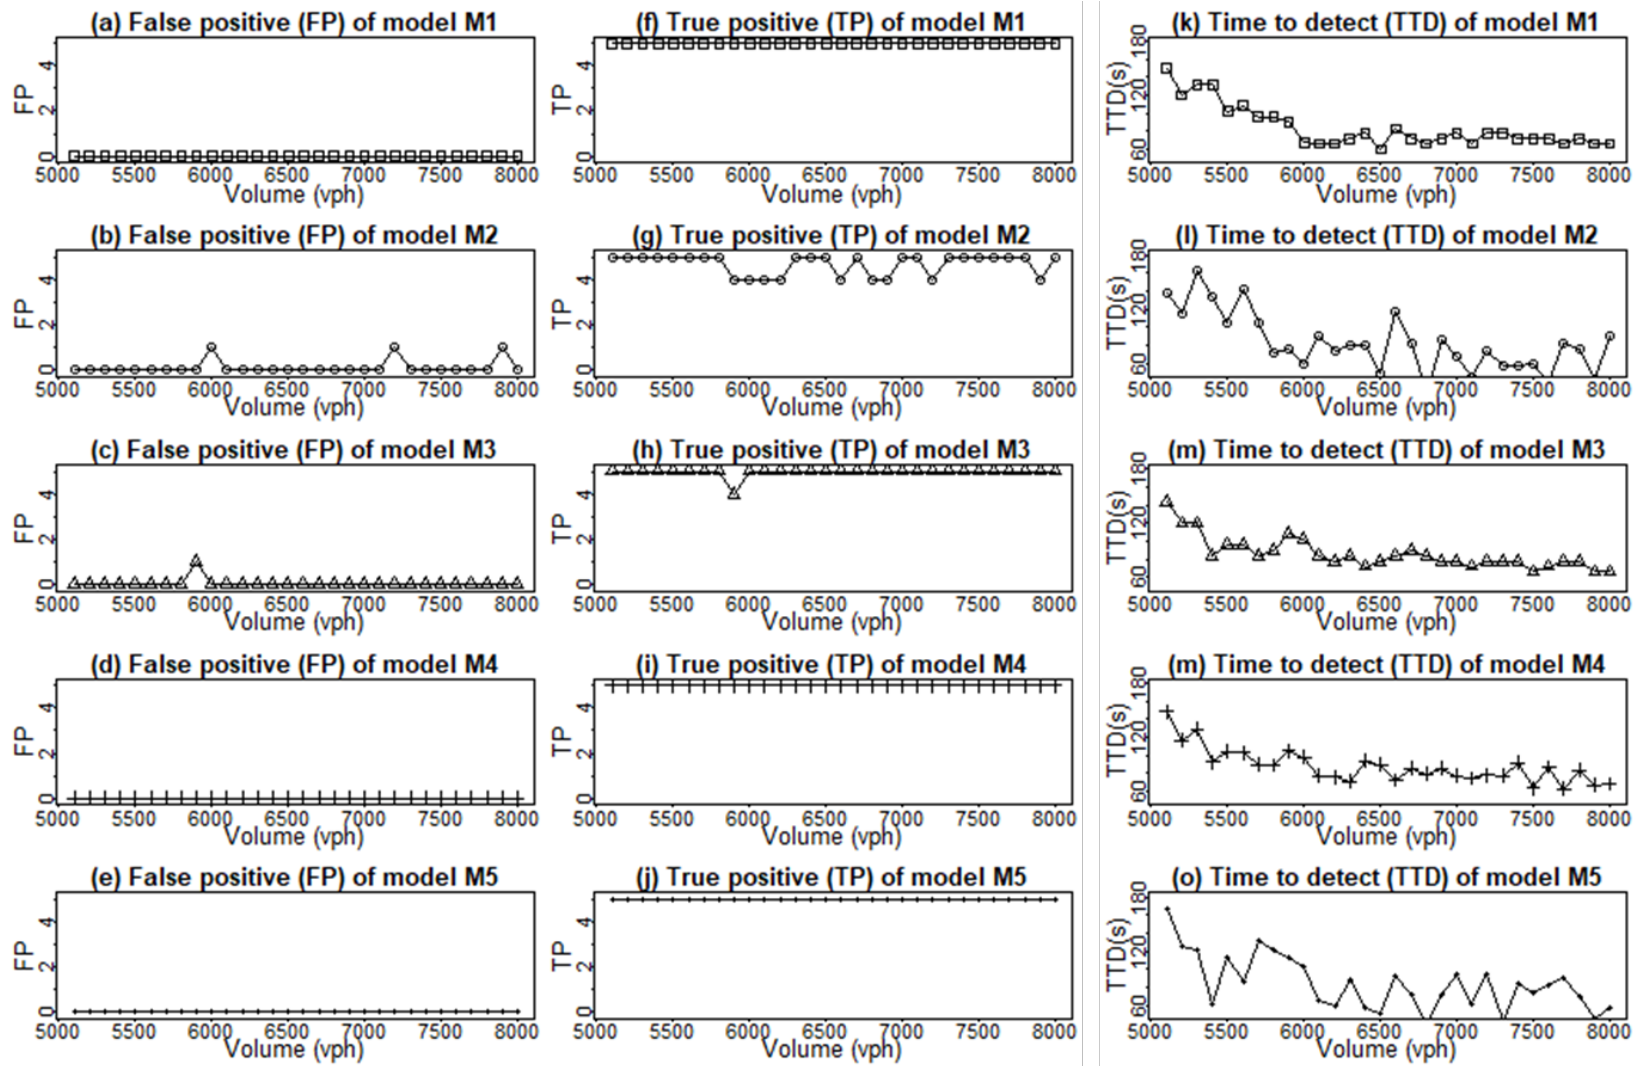 (a) False positive (FP) of model M1
FP
0 2 4
5000 5500 6000 6500 7000 7500 8000
Volume (vph)
(f) True positive (TP) of model M1
TP
0 2 4
5000 5500 6000 6500 7000 7500 8000
Volume (vph)
(k) Time to detect (TTD) of model M1
TTD(s)
60 120 180
5000 5500 6000 6500 7000 7500 8000
Volume (vph)
(b) False positive (FP) of model M2
FP
0 2 4
5000 5500 6000 6500 7000 7500 8000
Volume (vph)
(g) True positive (TP) of model M2
TP
0 2 4
5000 5500 6000 6500 7000 7500 8000
Volume (vph)
(l) Time to detect (TTD) of model M2
TTD(s)
60 120 180
5000 5500 6000 6500 7000 7500 8000
Volume (vph)
(c) False positive (FP) of model M3
FP
0 2 4
5000 5500 6000 6500 7000 7500 8000
Volume (vph)
(h) True positive (TP) of model M3
TP
0 2 4
5000 5500 6000 6500 7000 7500 8000
Volume (vph)
(m) Time to detect (TTD) of model M3
TTD(s)
60 120 180
5000 5500 6000 6500 7000 7500 8000
Volume (vph)
(d) False positive (FP) of model M4
FP
0 2 4
5000 5500 6000 6500 7000 7500 8000
Volume (vph)
(i) True positive (TP) of model M4
TP
0 2 4
5000 5500 6000 6500 7000 7500 8000
Volume (vph)
(m) Time to detect (TTD) of model M4
TTD(s)
60 120 180
5000 5500 6000 6500 7000 7500 8000
Volume (vph)
(e) False positive (FP) of model M5
FP
0 2 4
5000 5500 6000 6500 7000 7500 8000
Volume (vph)
(j) True positive (TP) of model M5
TP
0 2 4
5000 5500 6000 6500 7000 7500 8000
Volume (vph)
(o) Time to detect (TTD) of model M5
TTD(s)
60 120 180
5000 5500 6000 6500 7000 7500 8000
Volume (vph)